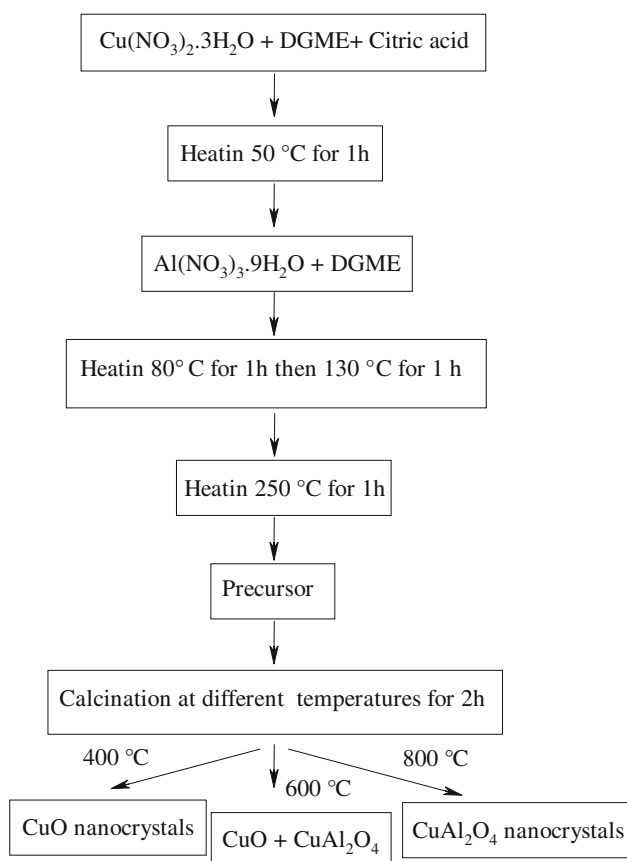 Cu(NO₃)₂.3H₂O + DGME+ Citric acid
Heatin 50 °C for 1h
Al(NO₃)₃.9H₂O + DGME
Heatin 80° C for 1h then 130 °C for 1 h
Heatin 250 °C for 1h
Precursor
Calcination at different temperatures for 2h
400 °C
600 °C
800 °C
CuO nanocrystals
CuO + CuAl₂O₄
CuAl₂O₄ nanocrystals